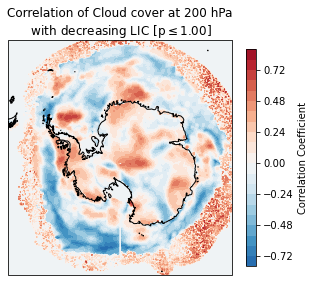 Correlation of Cloud cover at 200 hPa
with decreasing LIC [p ≤ 1.00]
0.72
0.48
0.24
0.00
−0.24
−0.48
−0.72
Correlation Coefficient